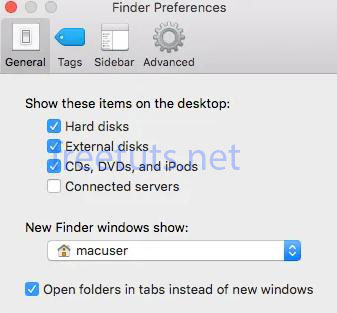 Finder Preferences
General
Tags
Sidebar
Advanced
Show these items on the desktop:
Hard disks
External disks
freetuts.net
CDs, DVDs, and iPods
Connected servers
New Finder windows show:
macuser
Open folders in tabs instead of new windows